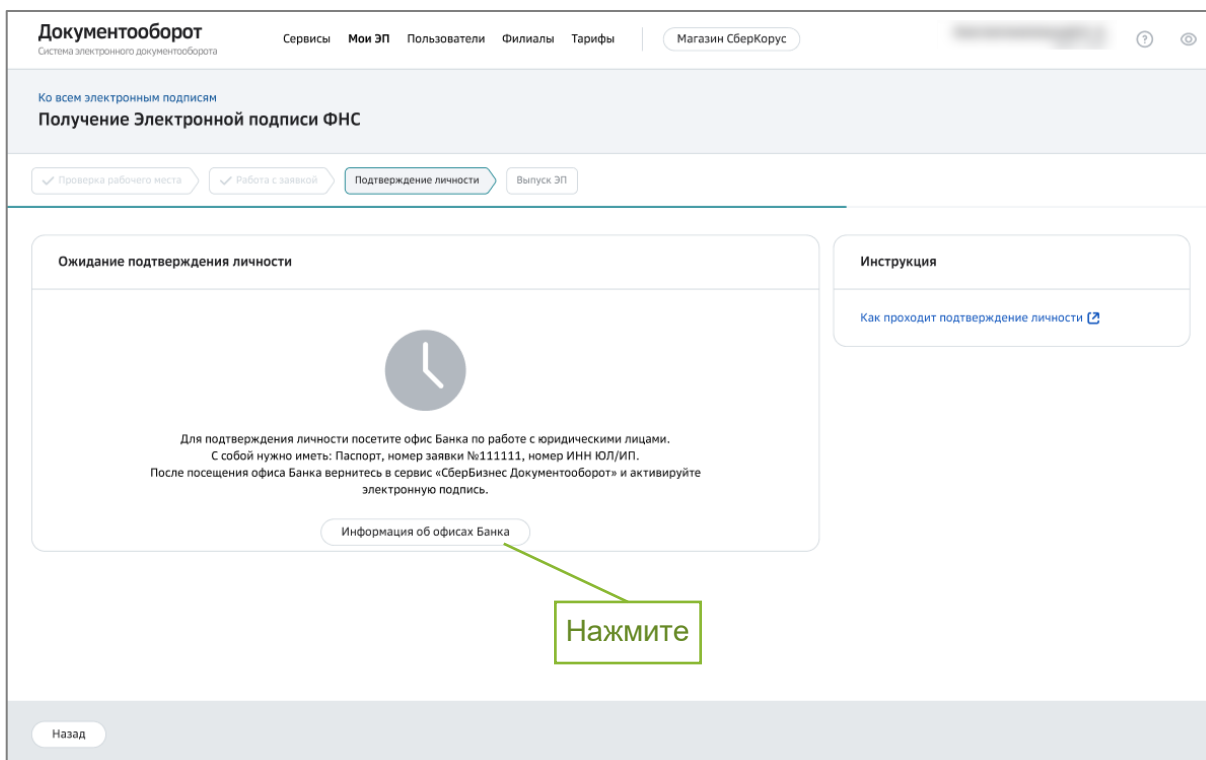 Документооборот
Система электронного документооборота
Сервисы Мои ЭП Пользователи Филиалы Тарифы Магазин СберКорус
Ко всем электронным подписям
Получение Электронной подписи ФНС
Проверка рабочего места Работа с заявкой Подтверждение личности Выпуск ЭП
Ожидание подтверждения личности
Инструкция
Как проходит подтверждение личности
Для подтверждения личности посетите офис Банка по работе с юридическими лицами.
С собой нужно иметь: Паспорт, номер заявки №111111, номер ИНН ЮЛ/ИП.
После посещения офиса Банка вернитесь в сервис «СберБизнес Документооборот» и активируйте
электронную подпись.
Информация об офисах Банка
Нажмите
Назад